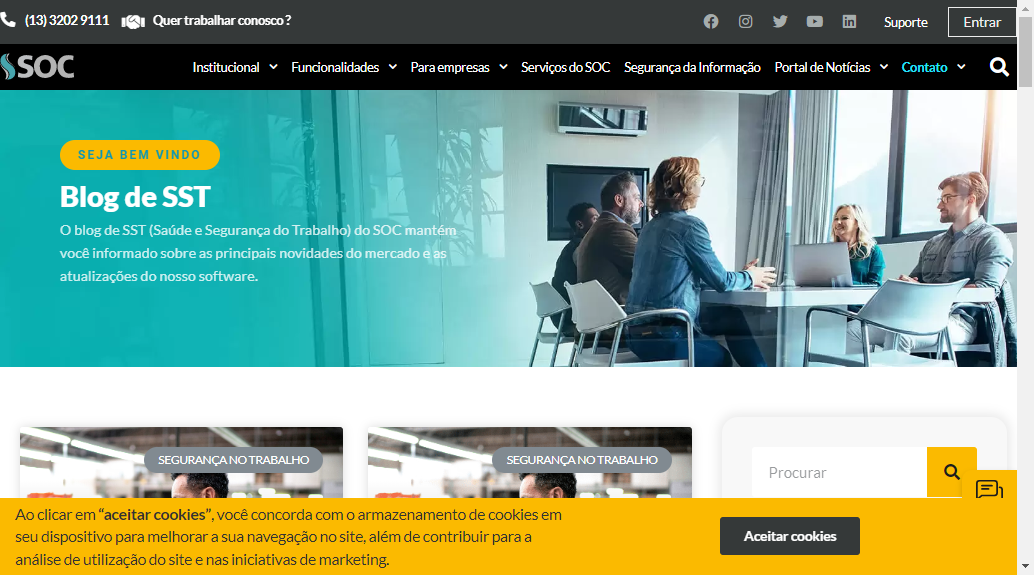 (13) 3202 9111 Quer trabalhar conosco ? Suporte Entrar
SOC Institucional Funcionalidades Para empresas Serviços do SOC Segurança da Informação Portal de Notícias Contato
SEJA BEM VINDO
Blog de SST
O blog de SST (Saúde e Segurança do Trabalho) do SOC mantém
você informado sobre as principais novidades do mercado e as
atualizações do nosso software.
SEGURANÇA NO TRABALHO SEGURANÇA NO TRABALHO
Procurar
Ao clicar em “aceitar cookies”, você concorda com o armazenamento de cookies em
seu dispositivo para melhorar a sua navegação no site, além de contribuir para a
análise de utilização do site e nas iniciativas de marketing.
Aceitar cookies